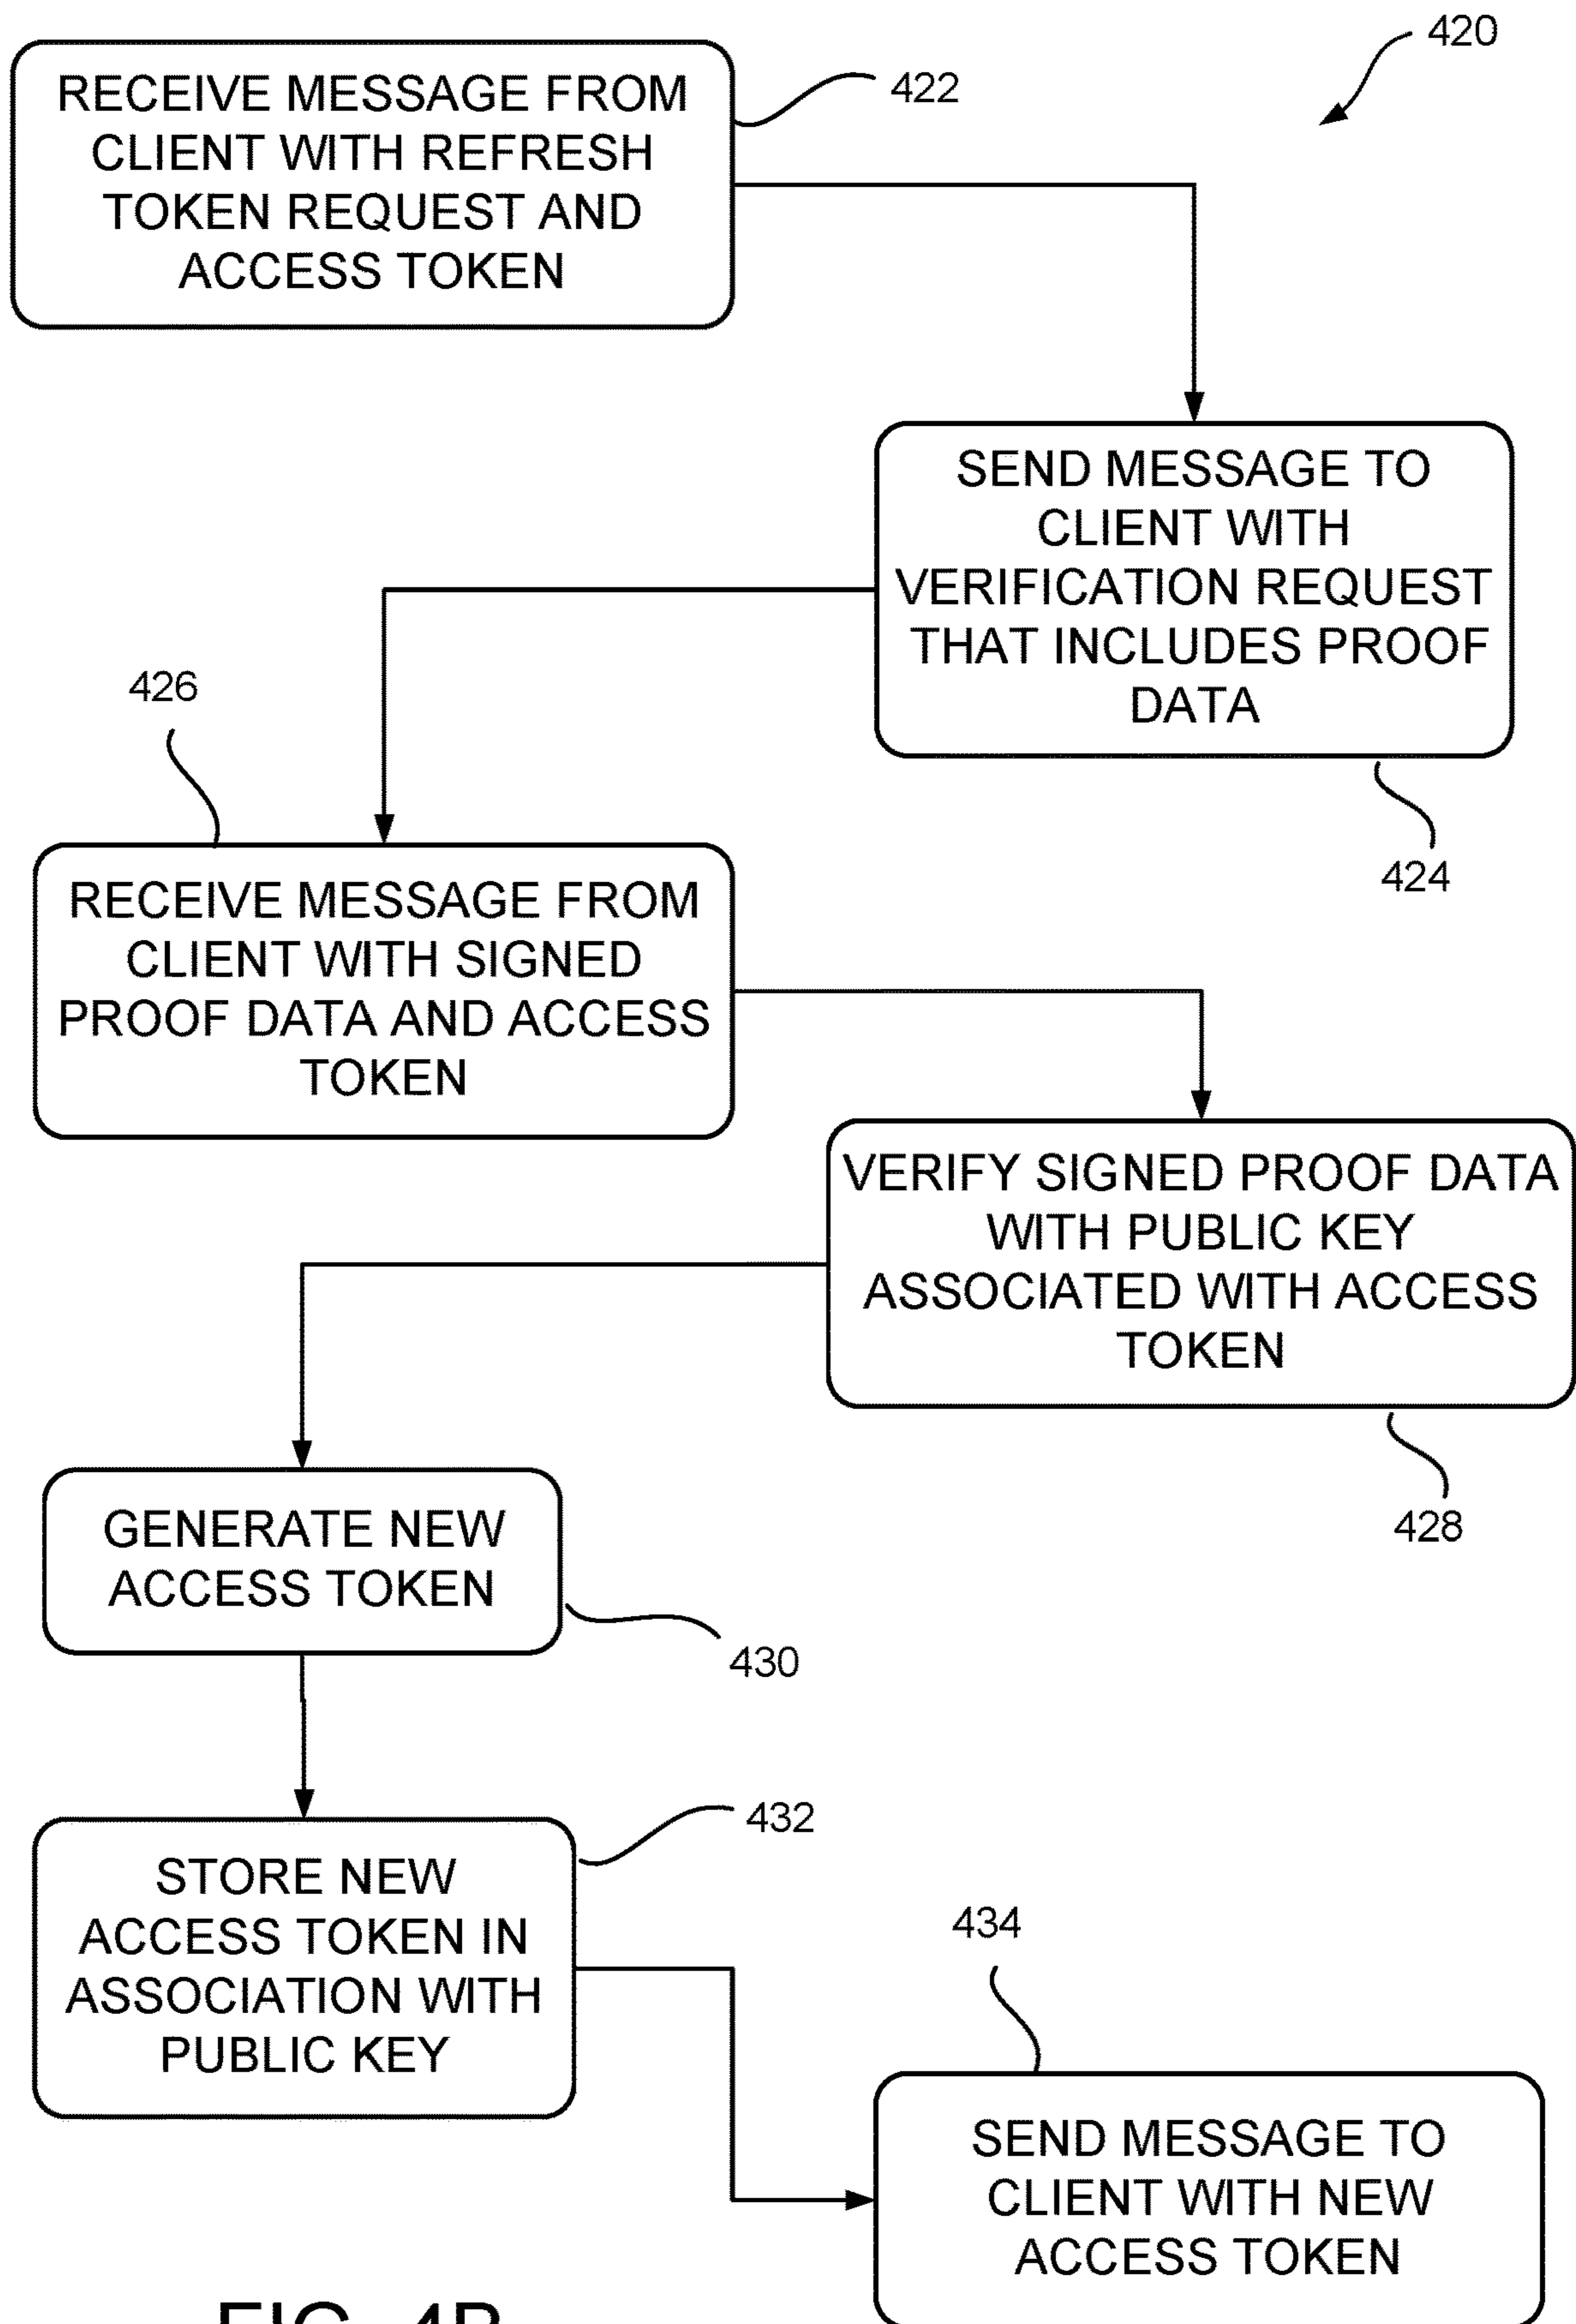 420
RECEIVE MESSAGE FROM
CLIENT WITH REFRESH
TOKEN REQUEST AND
ACCESS TOKEN
422
SEND MESSAGE TO
CLIENT WITH
VERIFICATION REQUEST
THAT INCLUDES PROOF
DATA
424
426
RECEIVE MESSAGE FROM
CLIENT WITH SIGNED
PROOF DATA AND ACCESS
TOKEN
VERIFY SIGNED PROOF DATA
WITH PUBLIC KEY
ASSOCIATED WITH ACCESS
TOKEN
428
GENERATE NEW
ACCESS TOKEN
430
432
STORE NEW
ACCESS TOKEN IN
ASSOCIATION WITH
PUBLIC KEY
434
SEND MESSAGE TO
CLIENT WITH NEW
ACCESS TOKEN
FIG. 4B